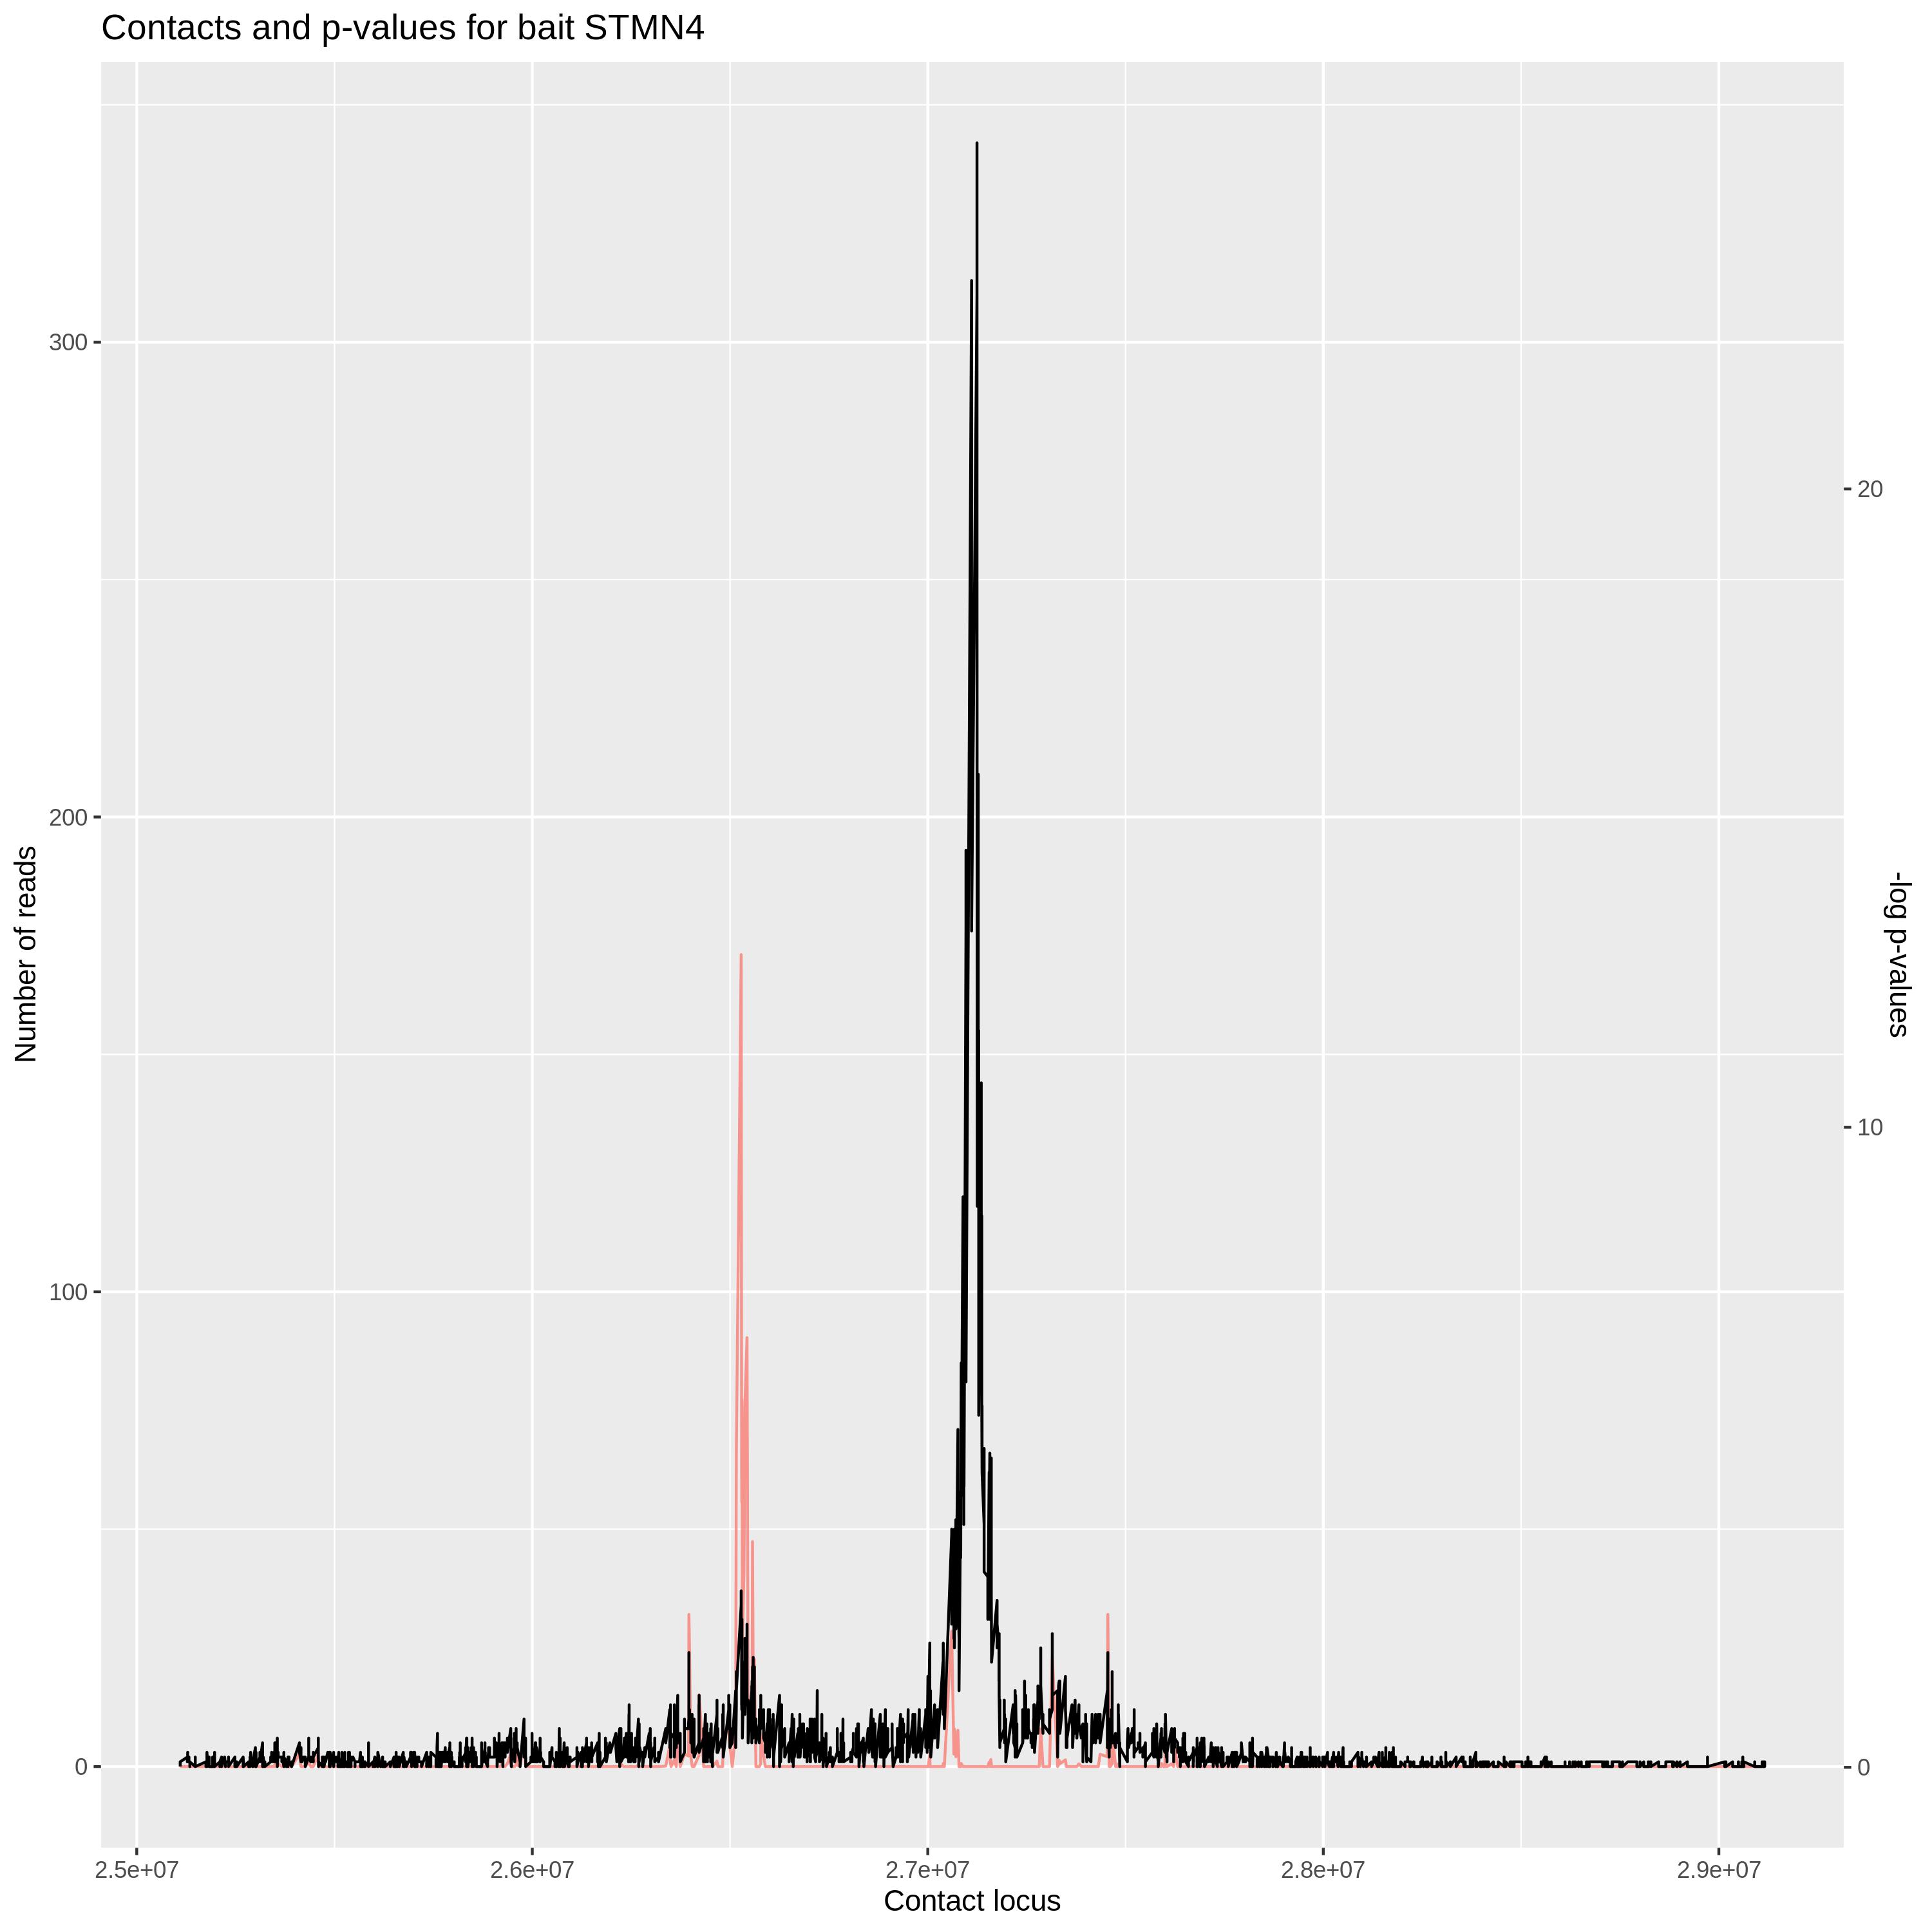 Contacts and p-values for bait STMN4
300
200
100
0
Number of reads
20
10
0
-log p-values
2.5e+07 2.6e+07 2.7e+07 2.8e+07 2.9e+07
Contact locus